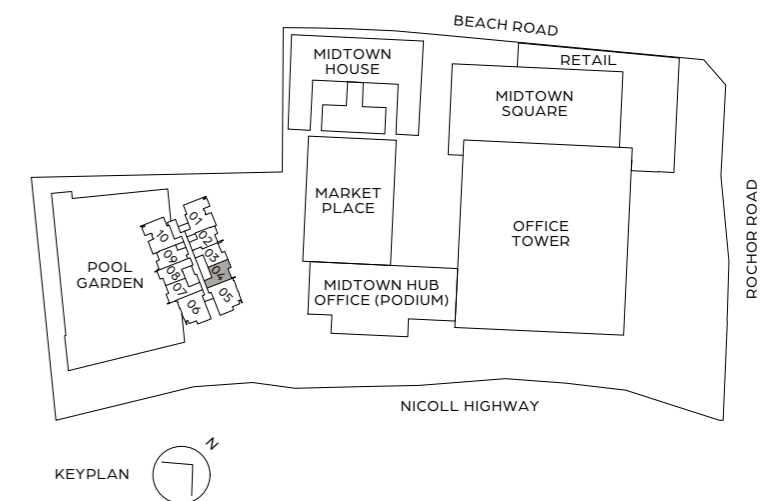 BEACH ROAD
MIDTOWN
HOUSE
RETAIL
MIDTOWN
SQUARE
MARKET
PLACE
OFFICE
TOWER
ROCHOR ROAD
01
02
03
04
05
10
09
08
07
06
POOL
GARDEN
MIDTOWN HUB
OFFICE (PODIUM)
NICOLL HIGHWAY
N
KEYPLAN